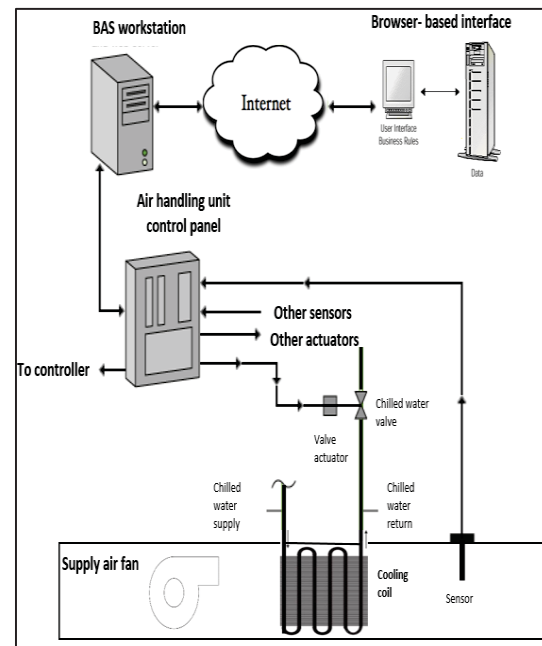 BAS workstation
Browser- based interface
Internet
User Interface
Business Rules
Data
Air handling unit
control panel
Other sensors
Other actuators
To controller
Chilled water
valve
Valve
actuator
Chilled
water
supply
Chilled
water
return
Supply air fan
Cooling
coil
Sensor